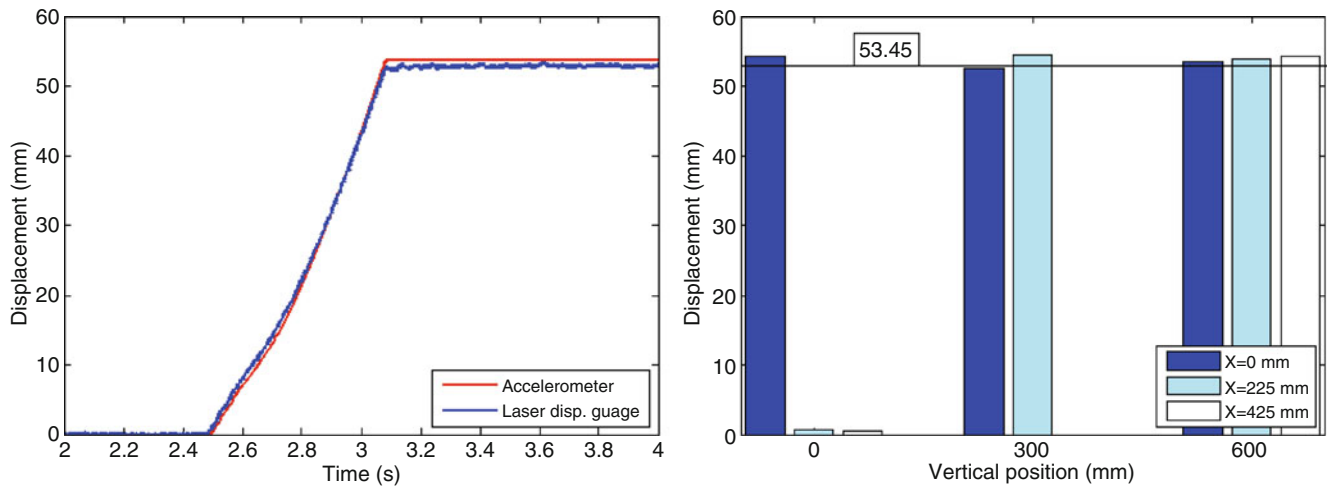 60
50
40
30
20
10
0
Displacement (mm)
2 2.2 2.4 2.6 2.8 3 3.2 3.4 3.6 3.8 4
Time (s)
Accelerometer
Laser disp. guage
60
50
40
30
20
10
0
Displacement (mm)
53.45
X=0 mm
X=225 mm
X=425 mm
0 300 600
Vertical position (mm)